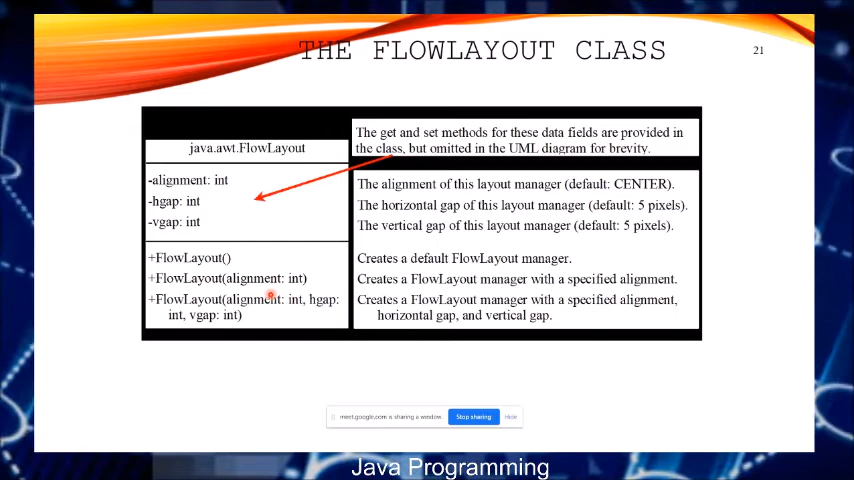 THE FLOWLAYOUT CLASS
21
The get and set methods for these data fields are provided in
the class, but omitted in the UML diagram for brevity.
java.awt.FlowLayout
-alignment: int
The alignment of this layout manager (default: CENTER).
-hgap: int
The horizontal gap of this layout manager (default: 5 pixels).
-vgap: int
The vertical gap of this layout manager (default: 5 pixels).
+FlowLayout()
Creates a default FlowLayout manager.
+FlowLayout(alignment: int)
Creates a FlowLayout manager with a specified alignment.
+FlowLayout(alignment: int, hgap:
int, vgap: int)
Creates a FlowLayout manager with a specified alignment,
horizontal gap, and vertical gap.
meet.google.com is sharing a window.
Stop sharing
Hide
Java Programming